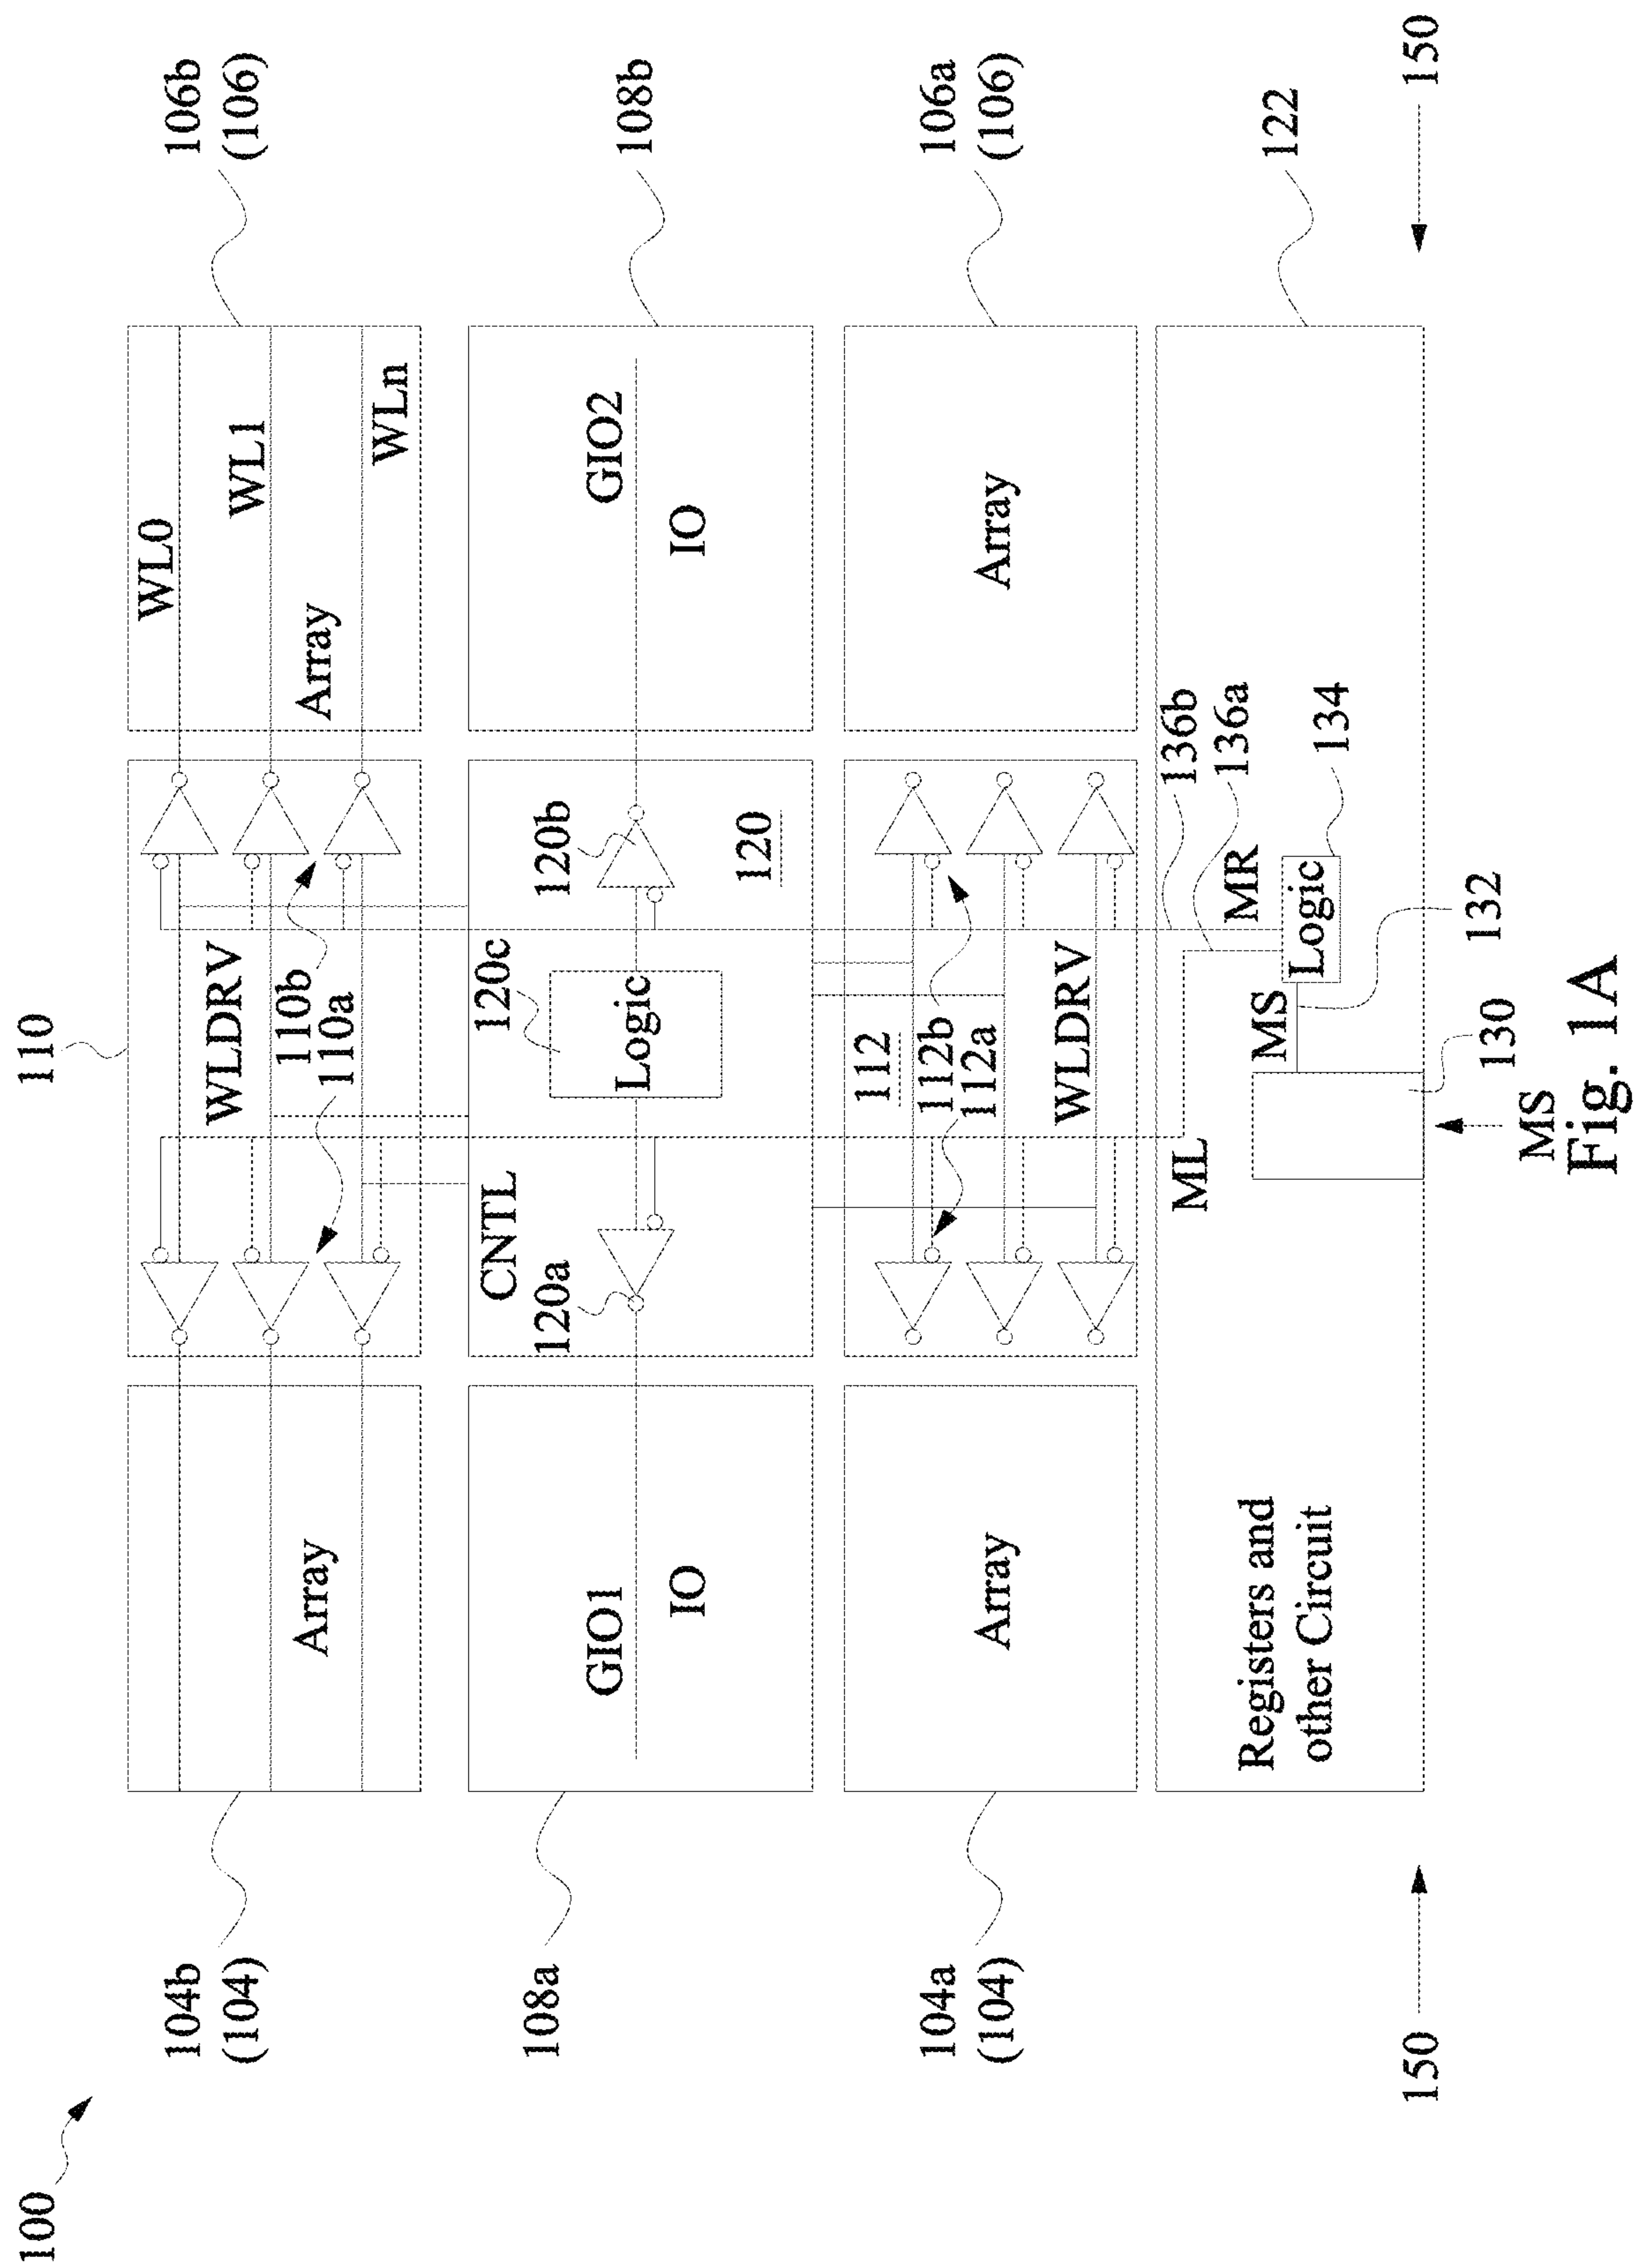 100
104b
(104)
110
106b
(106)
WL0
WL1
WLn
Array
WLDRV
110b
110a
Array
108a
GIO1
IO
CNTL
120a
120c
Logic
120b
120
GIO2
IO
108b
104a
(104)
Array
112
112b
112a
WLDRV
Array
106a
(106)
Registers and
other Circuit
ML
MR
136b
136a
MS
Logic
134
132
130
122
150
MS
150
Fig. 1A